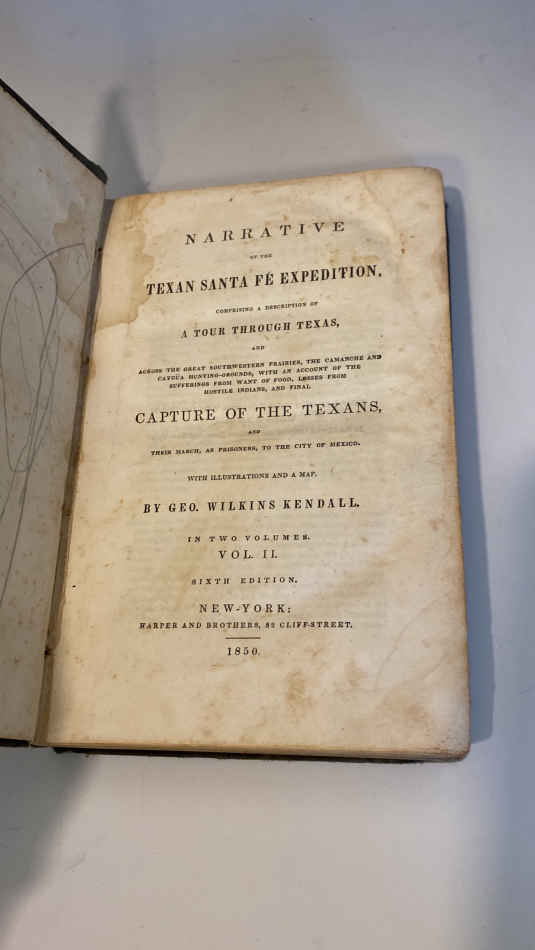 NARRATIVE
OF THE
TEXAN SANTA FÉ EXPEDITION,
COMPRISING A DESCRIPTION OF
A TOUR THROUGH TEXAS,
AND
ACROSS THE GREAT SOUTHWESTERN PRAIRIES, THE CAMANCHE AND
CAYGÜA HUNTING-GROUNDS, WITH AN ACCOUNT OF THE
SUFFERINGS FROM WANT OF FOOD, LOSSES FROM
HOSTILE INDIANS, AND FINAL
CAPTURE OF THE TEXANS,
AND
THEIR MARCH, AS PRISONERS, TO THE CITY OF MEXICO.
WITH ILLUSTRATIONS AND A MAP.
BY GEO. WILKINS KENDALL.
IN TWO VOLUMES.
VOL. II.
SIXTH EDITION.
NEW-YORK:
HARPER AND BROTHERS, 82 CLIFF-STREET.
1850.